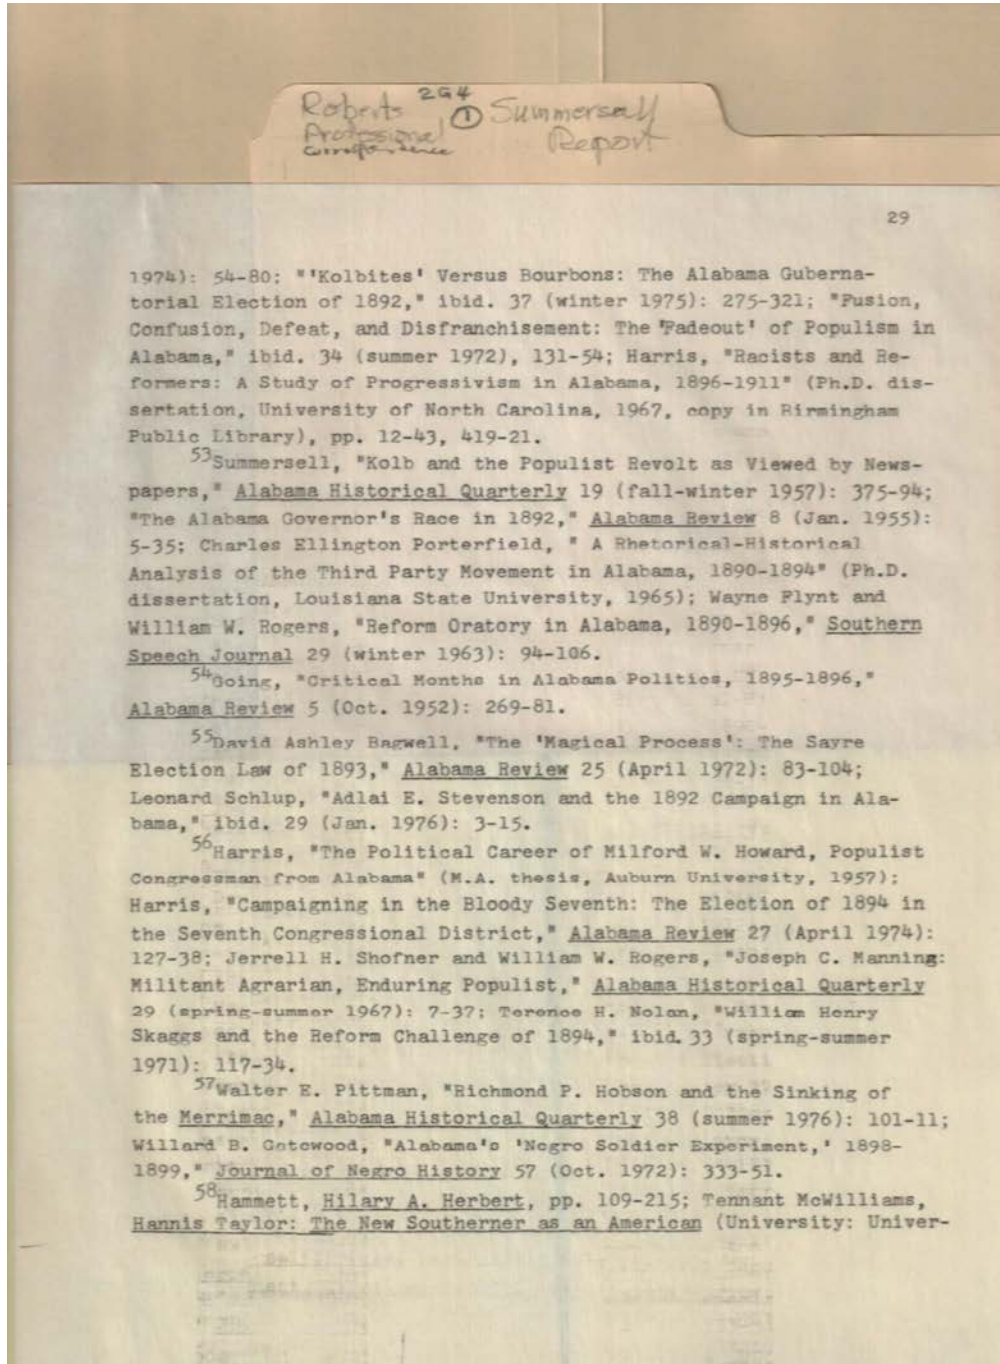 Roberts 2G4 ① Summersell
Professional Report
Correspondence
29
1974): 54-80; "'Kolbites' Versus Bourbons: The Alabama Guberna-
torial Election of 1892," ibid. 37 (winter 1975): 275-321; "Fusion,
Confusion, Defeat, and Disfranchisement: The 'Fadeout' of Populism in
Alabama," ibid. 34 (summer 1972), 131-54; Harris, "Racists and Re-
formers: A Study of Progressivism in Alabama, 1896-1911" (Ph.D. dis-
sertation, University of North Carolina, 1967, copy in Birmingham
Public Library), pp. 12-43, 419-21.
53Summersell, "Kolb and the Populist Revolt as Viewed by News-
papers," Alabama Historical Quarterly 19 (fall-winter 1957): 375-94;
"The Alabama Governor's Race in 1892," Alabama Review 8 (Jan. 1955):
5-35; Charles Ellington Porterfield, " A Rhetorical-Historical
Analysis of the Third Party Movement in Alabama, 1890-1894" (Ph.D.
dissertation, Louisiana State University, 1965); Wayne Flynt and
William W. Rogers, "Reform Oratory in Alabama, 1890-1896," Southern
Speech Journal 29 (winter 1963): 94-106.
54Going, "Critical Months in Alabama Politics, 1895-1896,"
Alabama Review 5 (Oct. 1952): 269-81.
55David Ashley Bagwell, "The 'Magical Process': The Sayre
Election Law of 1893," Alabama Review 25 (April 1972): 83-104;
Leonard Schlup, "Adlai E. Stevenson and the 1892 Campaign in Ala-
bama," ibid. 29 (Jan. 1976): 3-15.
56Harris, "The Political Career of Milford W. Howard, Populist
Congressman from Alabama" (M.A. thesis, Auburn University, 1957);
Harris, "Campaigning in the Bloody Seventh: The Election of 1894 in
the Seventh Congressional District," Alabama Review 27 (April 1974):
127-38; Jerrell H. Shofner and William W. Rogers, "Joseph C. Manning:
Militant Agrarian, Enduring Populist," Alabama Historical Quarterly
29 (spring-summer 1967): 7-37; Terence H. Nolan, "William Henry
Skaggs and the Reform Challenge of 1894," ibid. 33 (spring-summer
1971): 117-34.
57Walter E. Pittman, "Richmond P. Hobson and the Sinking of
the Merrimac," Alabama Historical Quarterly 38 (summer 1976): 101-11;
Willard B. Gatewood, "Alabama's 'Negro Soldier Experiment,' 1898-
1899," Journal of Negro History 57 (Oct. 1972): 333-51.
58Hammett, Hilary A. Herbert, pp. 109-215; Tennant McWilliams,
Hannis Taylor: The New Southerner as an American (University: Univer-